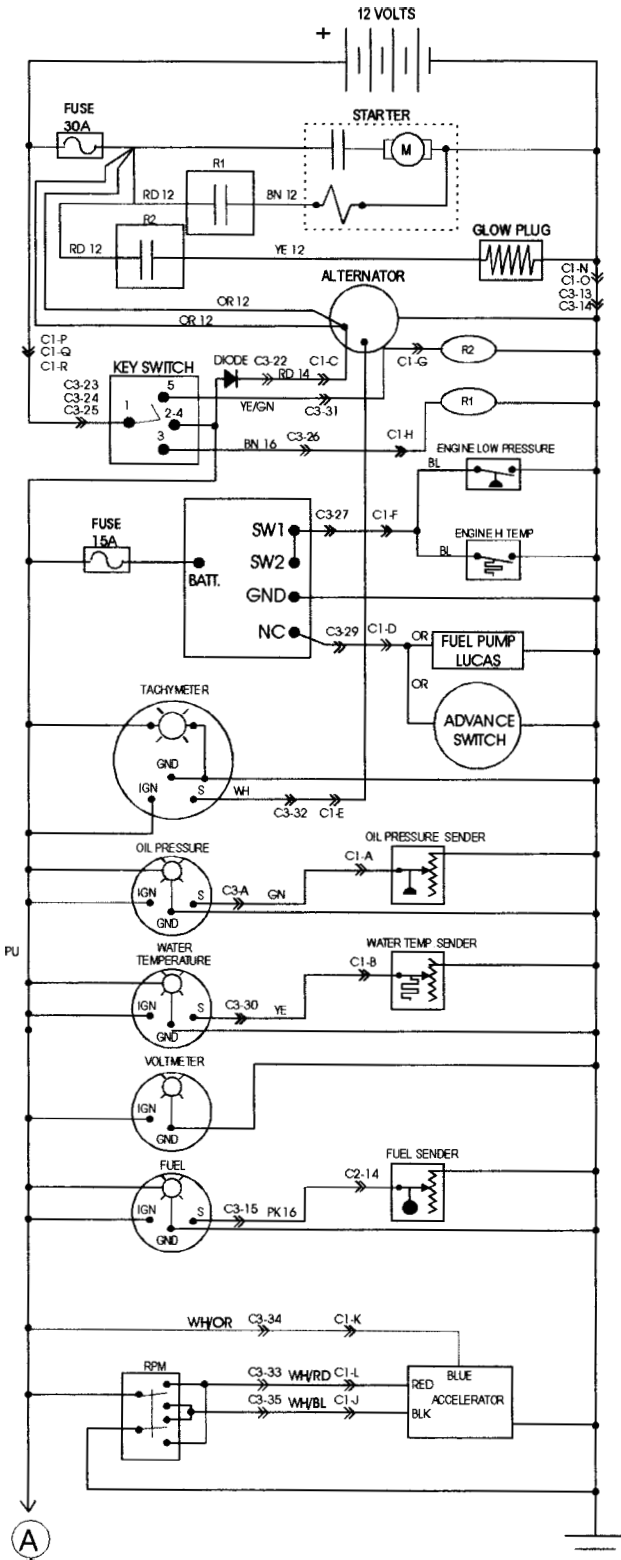 12 VOLTS
+
FUSE
30A
STARTER
M
R1
RD 12
BN 12
R2
RD 12
YE 12
GLOW PLUG
C1-N
C1-O
C3-13
C3-14
ALTERNATOR
OR 12
OR 12
C1-P
C1-Q
C1-R
DIODE
C3-22
C1-C
RD 14
C1-G
R2
KEY SWITCH
C3-23
C3-24
C3-25
1
5
2-4
3
YE/GN
C3-31
R1
BN 16
C3-26
C1-H
ENGINE LOW PRESSURE
BL
FUSE
15A
SW1
C3-27
C1-F
ENGINE H TEMP
BL
SW2
BATT.
GND
NC
C3-29
C1-D
OR
FUEL PUMP
LUCAS
OR
ADVANCE
SWITCH
TACHYMETER
GND
IGN
S
WH
C3-32
C1-E
OIL PRESSURE
C1-A
OIL PRESSURE SENDER
IGN
S
C3-A
GN
GND
PU
WATER
TEMPERATURE
C1-B
WATER TEMP SENDER
IGN
S
C3-30
YE
GND
VOLTMETER
IGN
GND
FUEL
C2-14
FUEL SENDER
IGN
S
C3-15
PK16
GND
WH/OR
C3-34
C1-K
RPM
C3-33
WH/RD
C1-L
BLUE
RED
ACCELERATOR
C3-35
WH/BL
C1-J
BLK
A